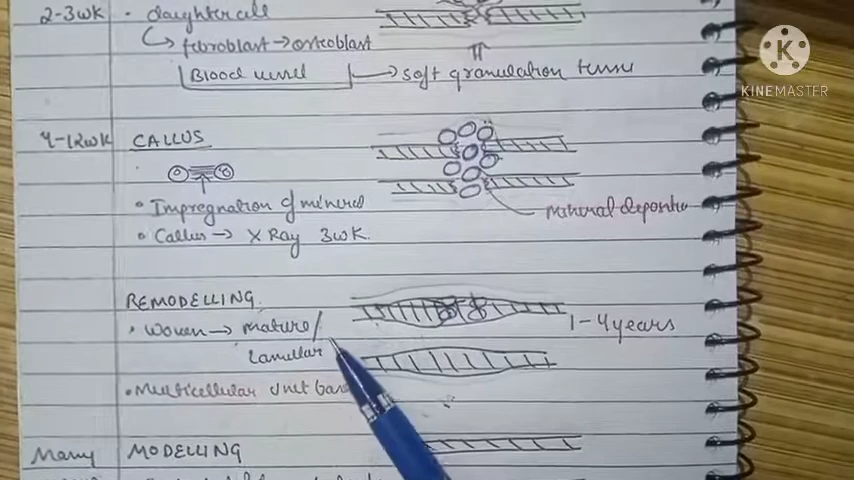 2-3WK • daughter cell
↳ fibroblast → osteoblast
Blood vessel → soft granulation tissue
KINEMASTER
4-12WK CALLUS
• Impregnation of mineral
mineral deposition
• Callus → X Ray 3WK.
REMODELLING
• Woven → mature/
lamellar
1-4 years
• Multicellular unit
Many MODELLING